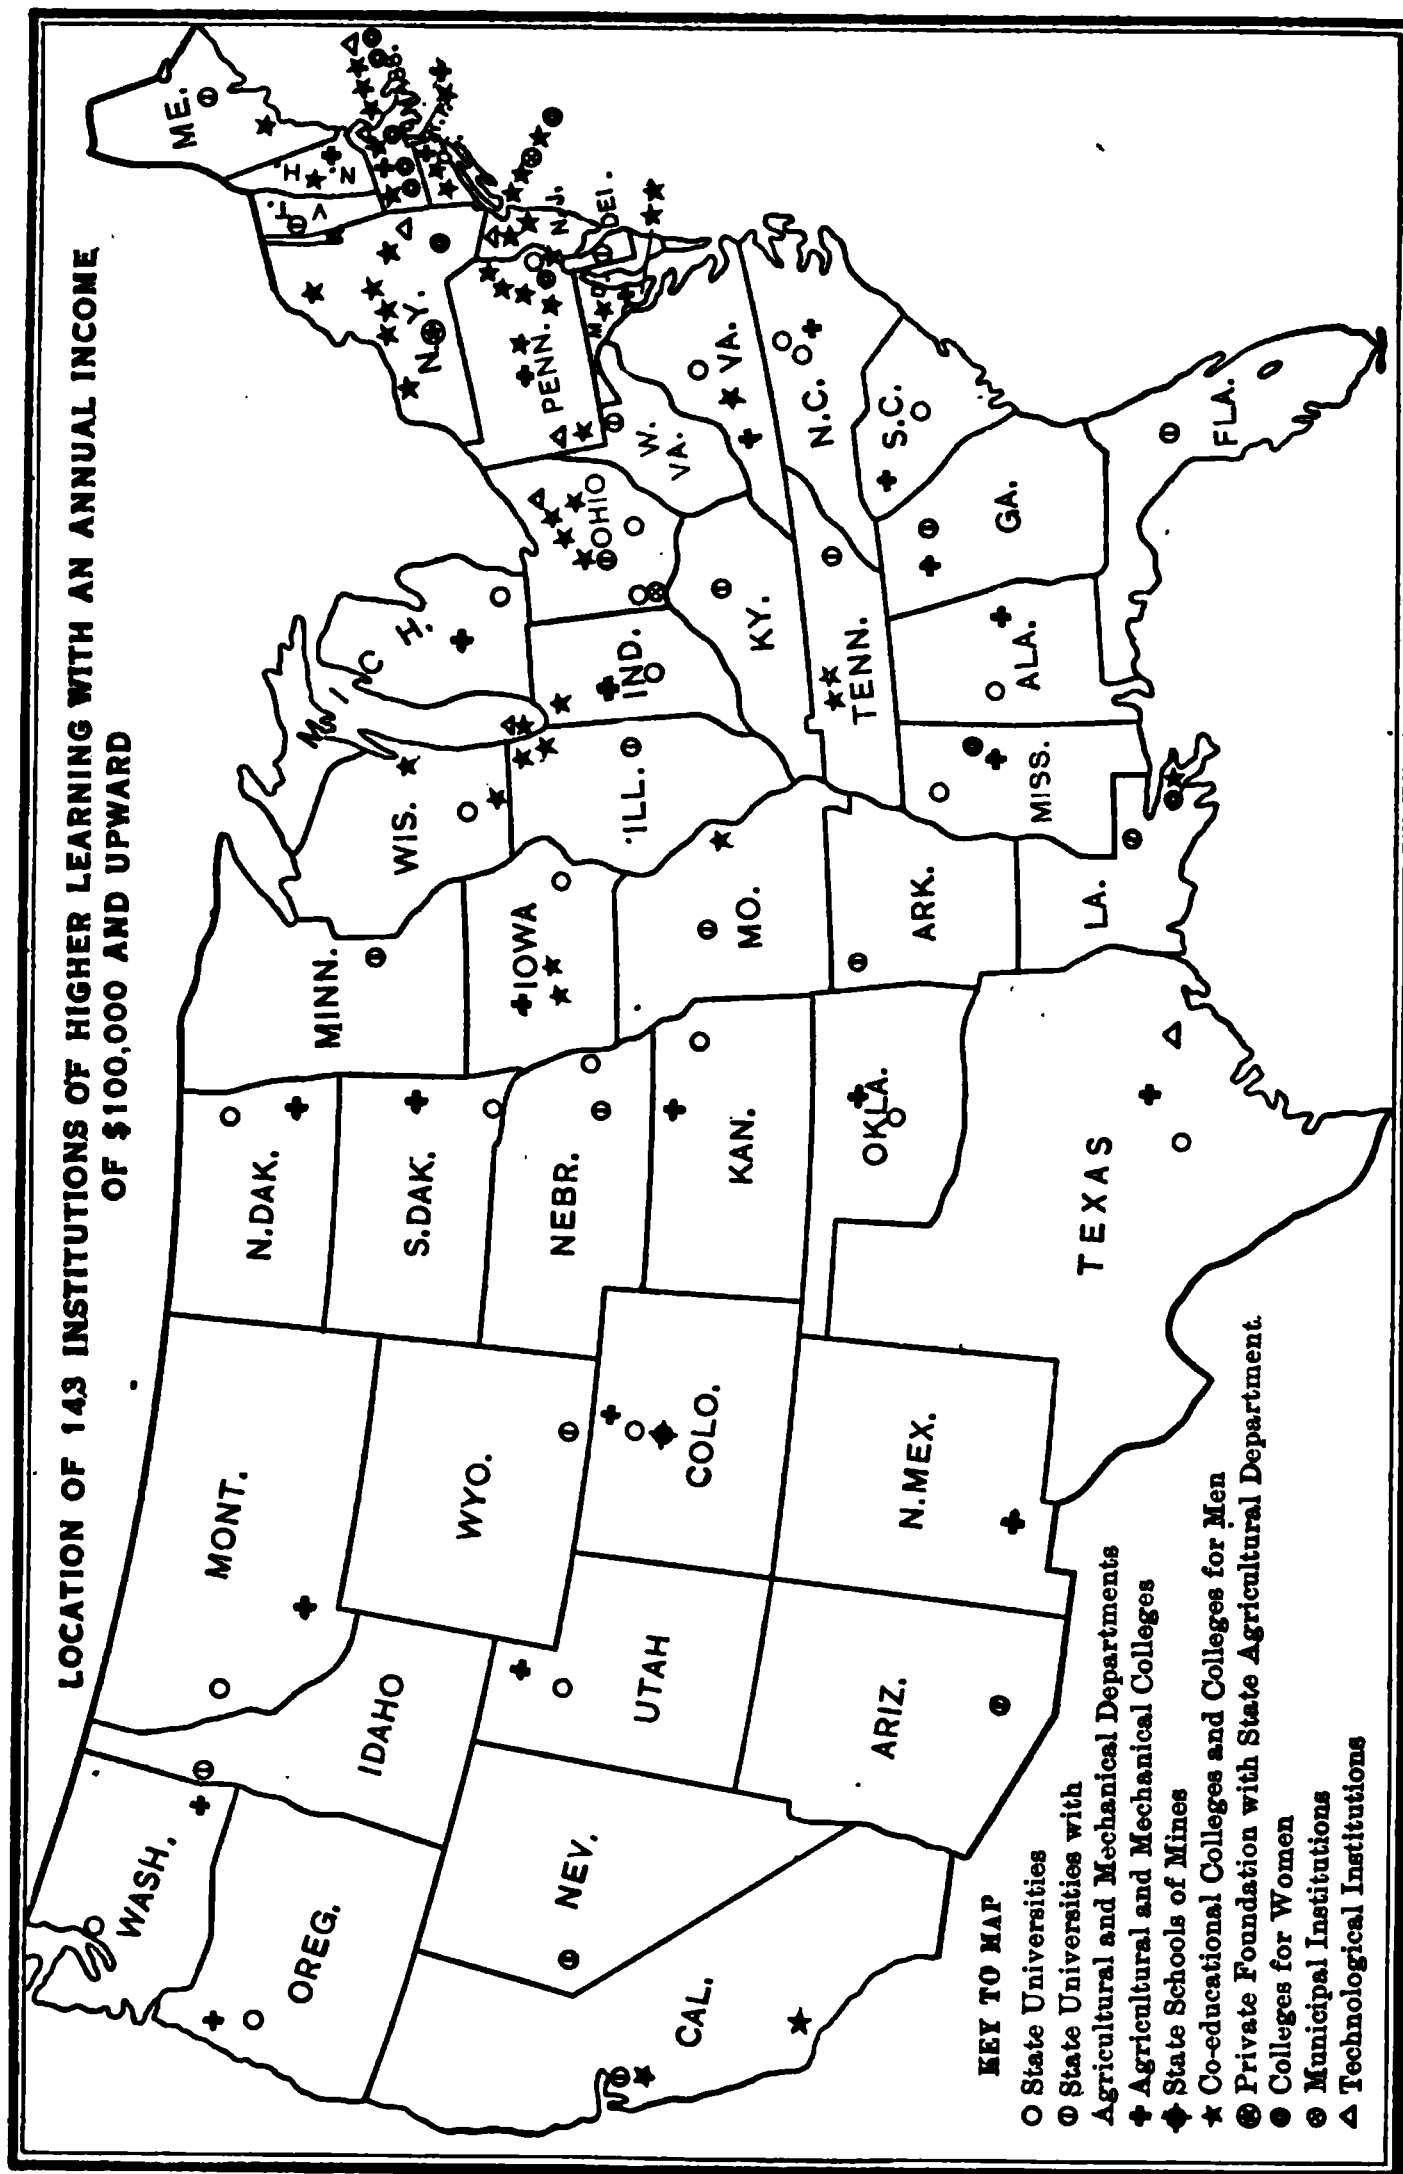 LOCATION OF 143 INSTITUTIONS OF HIGHER LEARNING WITH AN ANNUAL INCOME
OF $100,000 AND UPWARD
WASH.
OREG.
CAL.
NEV.
IDAHO
MONT.
WYO.
UTAH
ARIZ.
COLO.
N.MEX.
N.DAK.
S.DAK.
NEBR.
KAN.
OKLA.
TEXAS
MINN.
IOWA
MO.
ARK.
LA.
WIS.
ILL.
MICH.
IND.
OHIO
KY.
TENN.
MISS.
ALA.
GA.
FLA.
S.C.
N.C.
VA.
W.
VA.
PENN.
N.Y.
N.J.
DEL.
MD.
VT.
N.H.
ME.
MASS.
KEY TO MAP
State Universities
State Universities with
Agricultural and Mechanical Departments
Agricultural and Mechanical Colleges
State Schools of Mines
Co-educational Colleges and Colleges for Men
Private Foundation with State Agricultural Department.
Colleges for Women
Municipal Institutions
Technological Institutions